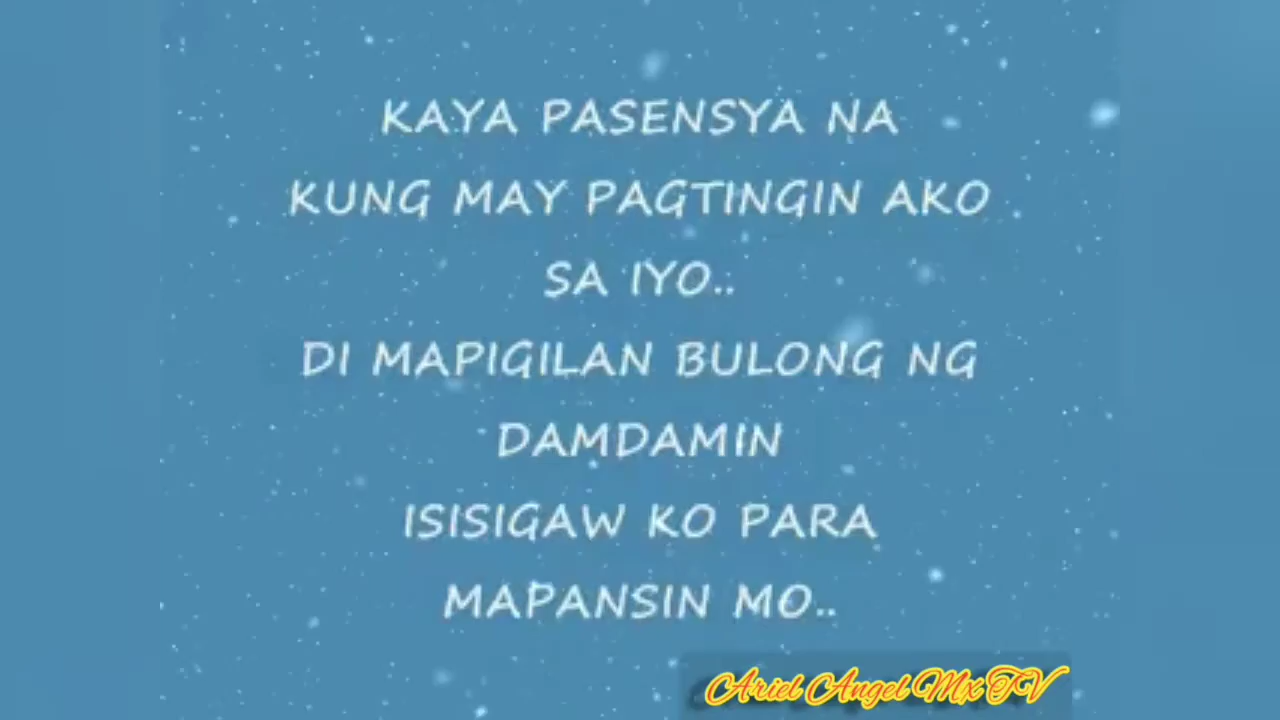 KAYA PASENSYA NA
KUNG MAY PAGTINGIN AKO
SA IYO..
DI MAPIGILAN BULONG NG
DAMDAMIN
ISISIGAW KO PARA
MAPANSIN MO..
Ariel Angel Mx TV